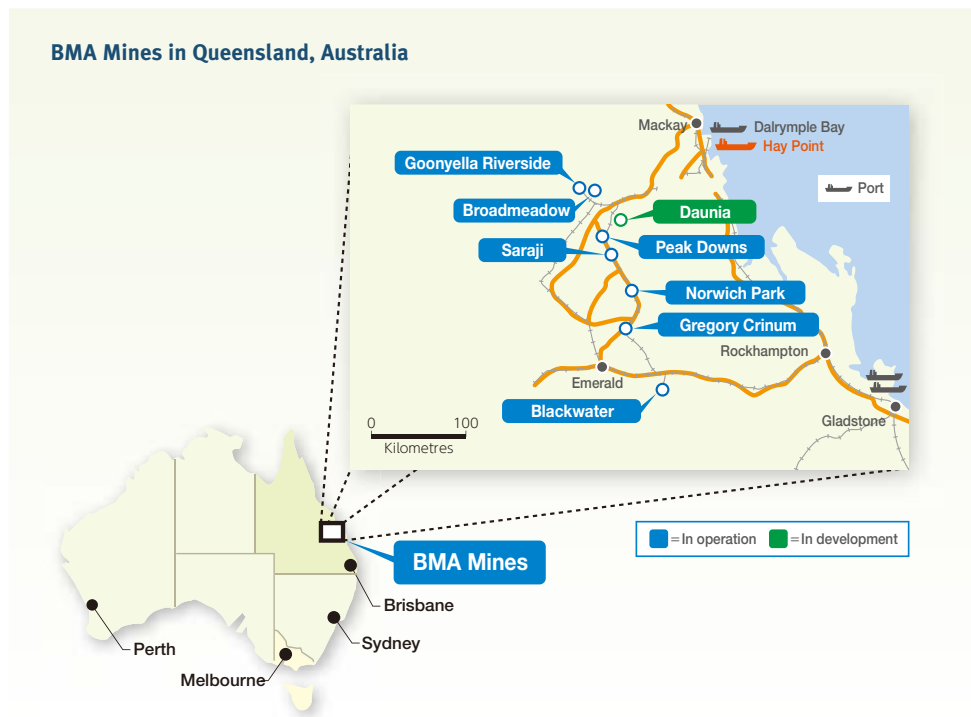 BMA Mines in Queensland, Australia
Mackay
Dalrymple Bay
Hay Point
Goonyella Riverside
Port
Broadmeadow
Daunia
Saraji
Peak Downs
Norwich Park
Gregory Crinum
Rockhampton
Emerald
Blackwater
Gladstone
0 100
Kilometres
=In operation =In development
BMA Mines
Brisbane
Sydney
Perth
Melbourne